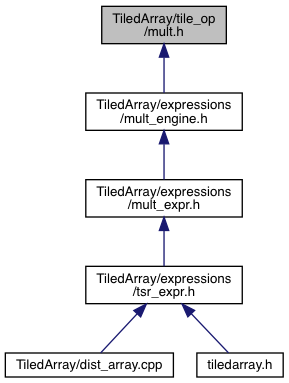 TiledArray/tile_op
/mult.h
TiledArray/expressions
/mult_engine.h
TiledArray/expressions
/mult_expr.h
TiledArray/expressions
/tsr_expr.h
TiledArray/dist_array.cpp
tiledarray.h